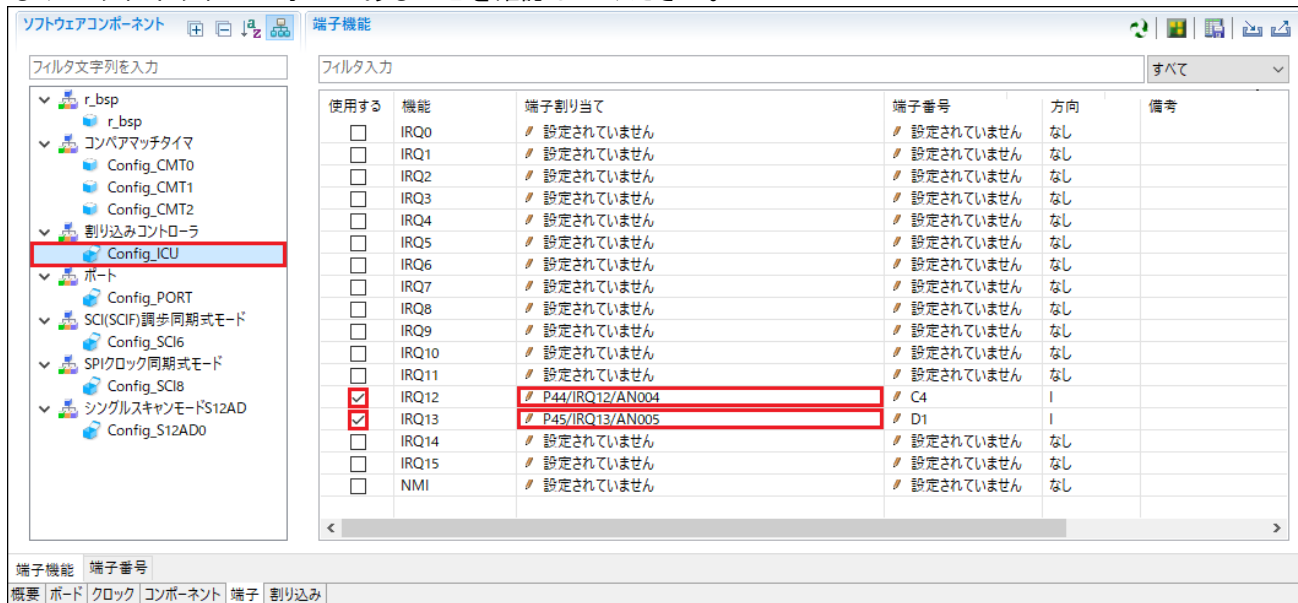 ソフトウェアコンポーネント
端子機能
フィルタ文字列を入力
フィルタ入力
すべて
r_bsp
r_bsp
コンペアマッチタイマ
Config_CMT0
Config_CMT1
Config_CMT2
割り込みコントローラ
Config_ICU
ポート
Config_PORT
SCI(SCIF)調歩同期式モード
Config_SCI6
SPIクロック同期式モード
Config_SCI8
シングルスキャンモードS12AD
Config_S12AD0
使用する 機能 端子割り当て 端子番号 方向 備考
IRQ0 設定されていません 設定されていません なし
IRQ1 設定されていません 設定されていません なし
IRQ2 設定されていません 設定されていません なし
IRQ3 設定されていません 設定されていません なし
IRQ4 設定されていません 設定されていません なし
IRQ5 設定されていません 設定されていません なし
IRQ6 設定されていません 設定されていません なし
IRQ7 設定されていません 設定されていません なし
IRQ8 設定されていません 設定されていません なし
IRQ9 設定されていません 設定されていません なし
IRQ10 設定されていません 設定されていません なし
IRQ11 設定されていません 設定されていません なし
IRQ12 P44/IRQ12/AN004 C4 I
IRQ13 P45/IRQ13/AN005 D1 I
IRQ14 設定されていません 設定されていません なし
IRQ15 設定されていません 設定されていません なし
NMI 設定されていません 設定されていません なし
端子機能 端子番号
概要 ボード クロック コンポーネント 端子 割り込み